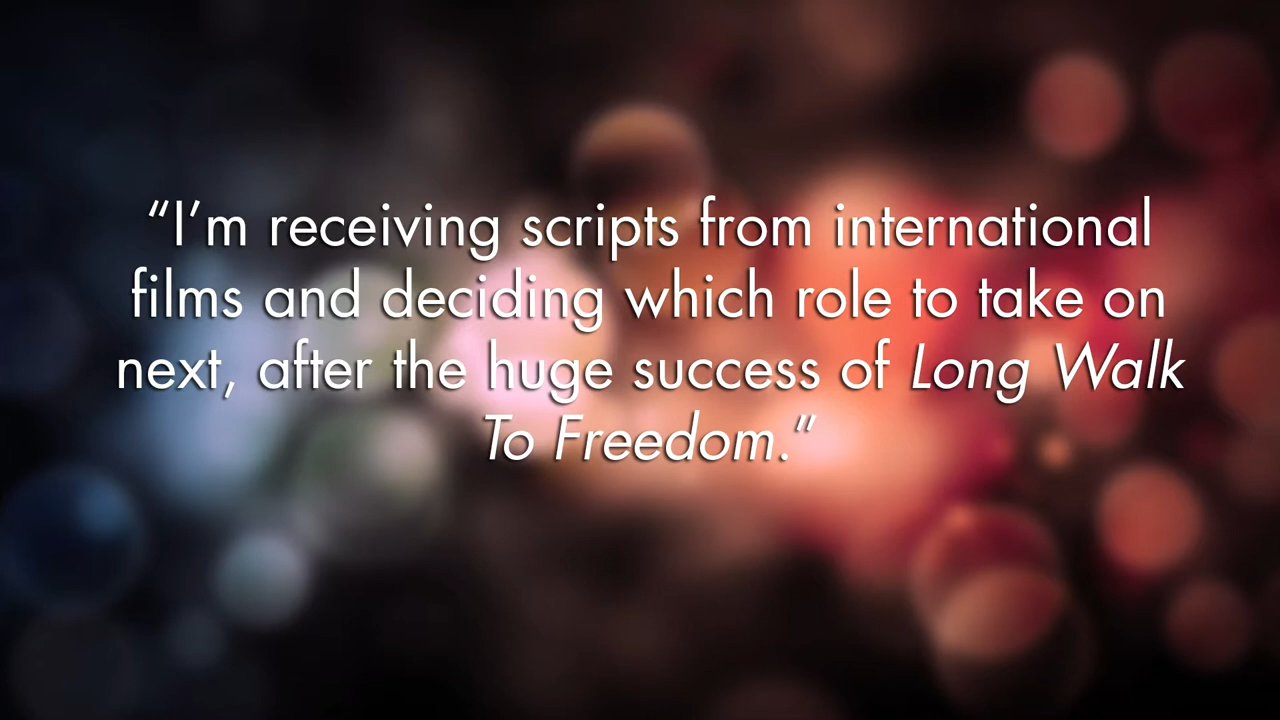 “I’m receiving scripts from international
films and deciding which role to take on
next, after the huge success of Long Walk
To Freedom.”